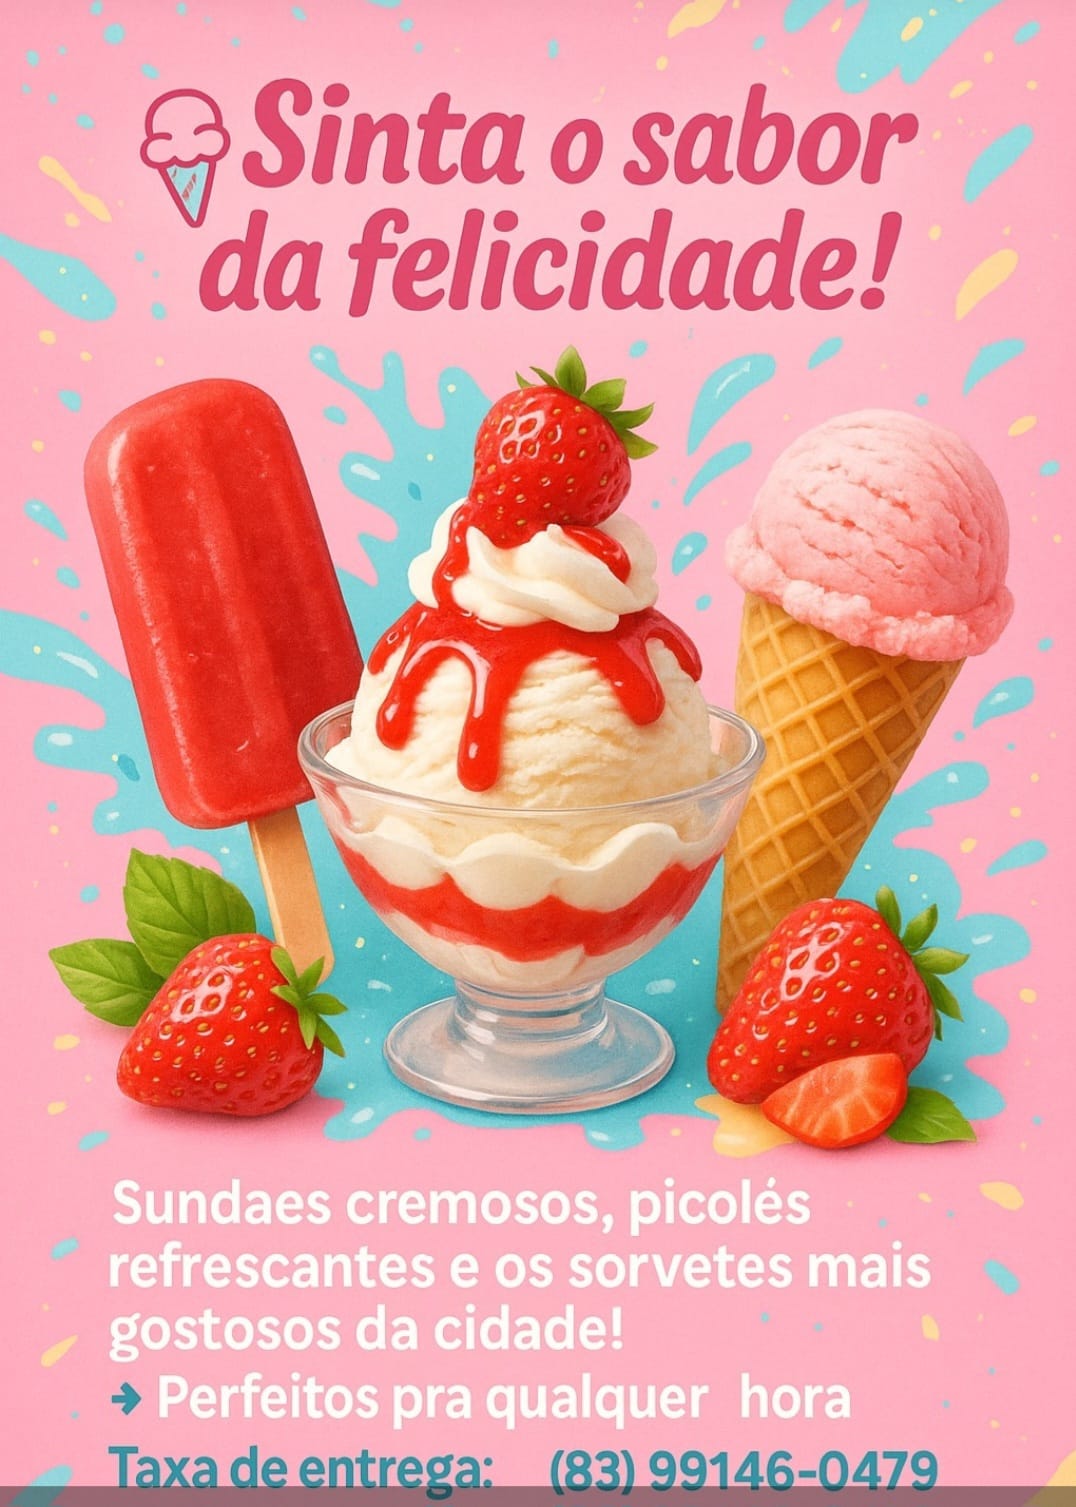 Sinta o sabor
da felicidade!
Sundaes cremosos, picolés
refrescantes e os sorvetes mais
gostosos da cidade!
→ Perfeitos pra qualquer hora
Taxa de entrega: (83) 99146-0479